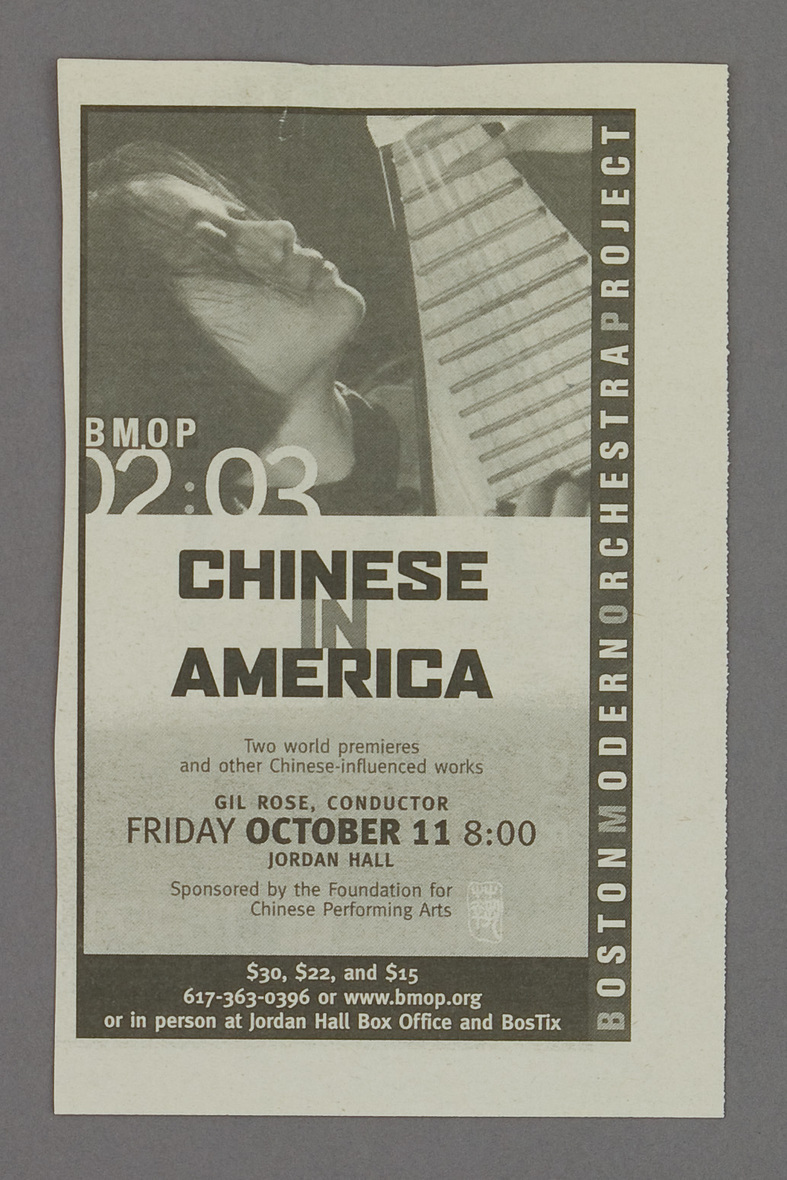 BMOP
02:03
CHINESE
IN
AMERICA
Two world premieres
and other Chinese-influenced works
GIL ROSE, CONDUCTOR
FRIDAY OCTOBER 11 8:00
JORDAN HALL
Sponsored by the Foundation for
Chinese Performing Arts
$30, $22, and $15
617-363-0396 or www.bmop.org
or in person at Jordan Hall Box Office and BosTix
BOSTONMODERNORCHESTRAPROJECT